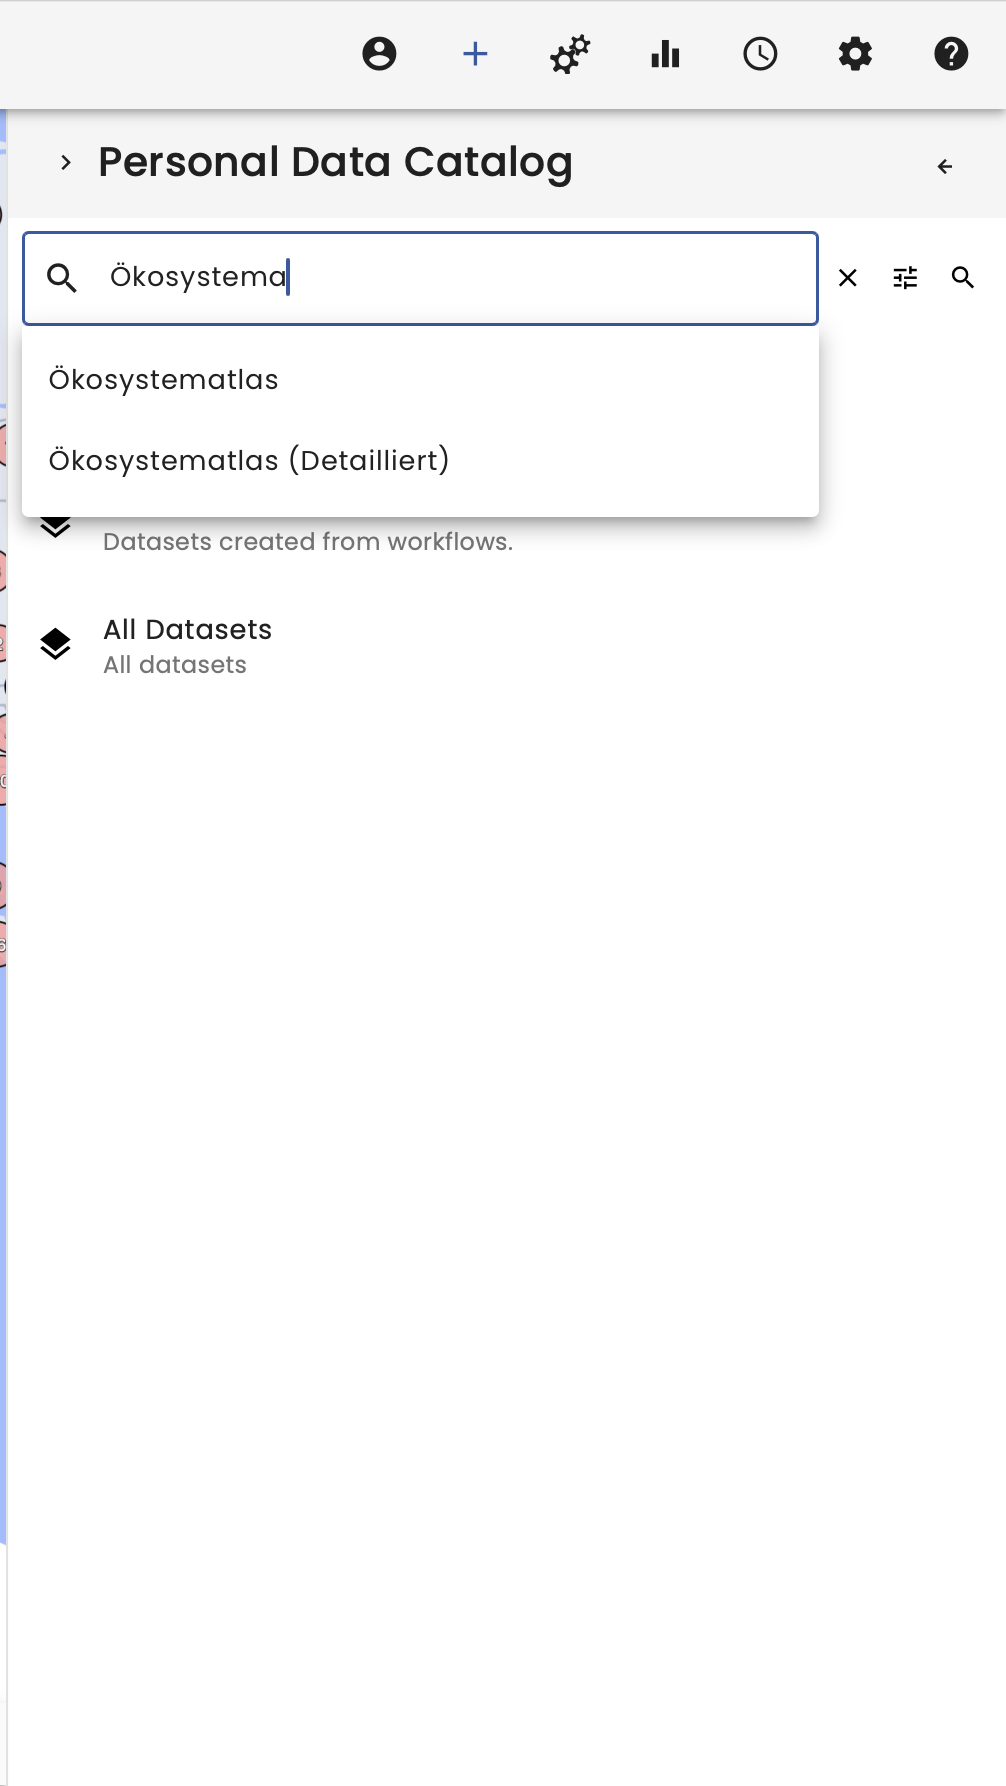 Personal Data Catalog
Ökosystema
Ökosystematlas
Ökosystematlas (Detailliert)
Datasets created from workflows.
All Datasets
All datasets